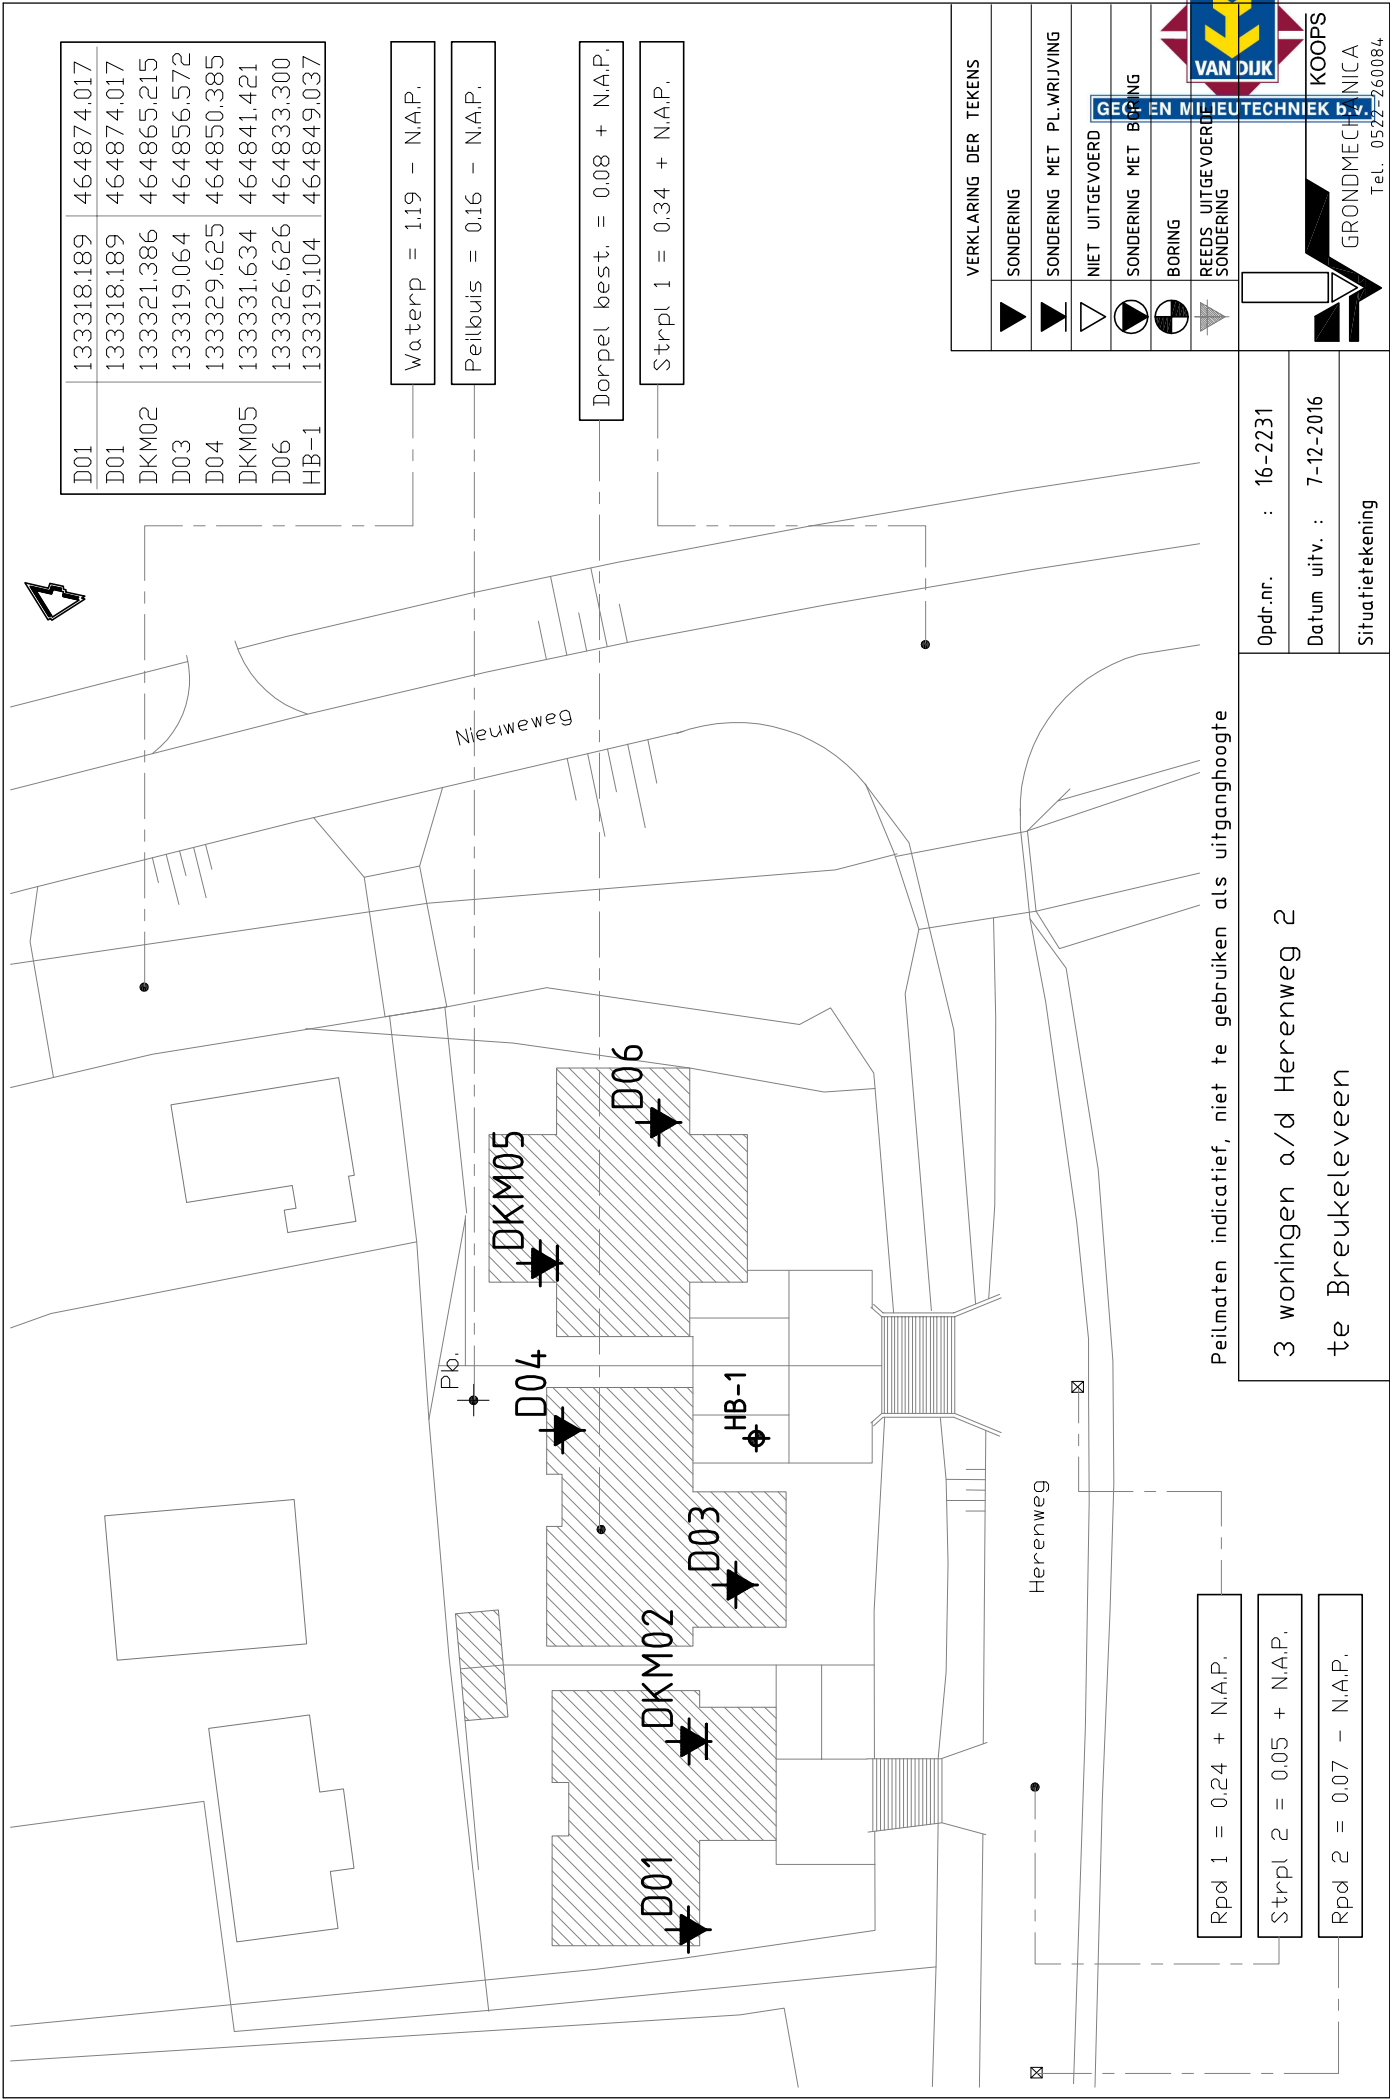 D01 133318.189 464874.017
D01 133318.189 464874.017
DKM02 133321.386 464865.215
D03 133319.064 464856.572
D04 133329.625 464850.385
DKM05 133331.634 464841.421
D06 133326.626 464833.300
HB-1 133319.104 464849.037
Waterp = 1.19 - N.A.P.
Peilbuis = 0.16 - N.A.P.
Dorpel best. = 0.08 + N.A.P.
Strpl 1 = 0.34 + N.A.P.
Nieuweweg
Pb.
D01
DKM02
D03
D04
DKM05
D06
HB-1
Herenweg
Rpd 1 = 0.24 + N.A.P.
Strpl 2 = 0.05 + N.A.P.
Rpd 2 = 0.07 - N.A.P.
Peilmaten indicatief, niet te gebruiken als uitganghoogte
3 woningen a/d Herenweg 2
te Breukeleveen
Opdr.nr. : 16-2231
Datum uitv. : 7-12-2016
Situatietekening
VERKLARING DER TEKENS
SONDERING
SONDERING MET PL.WRIJVING
NIET UITGEVOERD
SONDERING MET BORING
BORING
REEDS UITGEVOERDE
SONDERING
VAN DIJK
GEO- EN MILIEUTECHNIEK b.v.
KOOPS
GRONDMECHANICA
Tel. 0522-260084